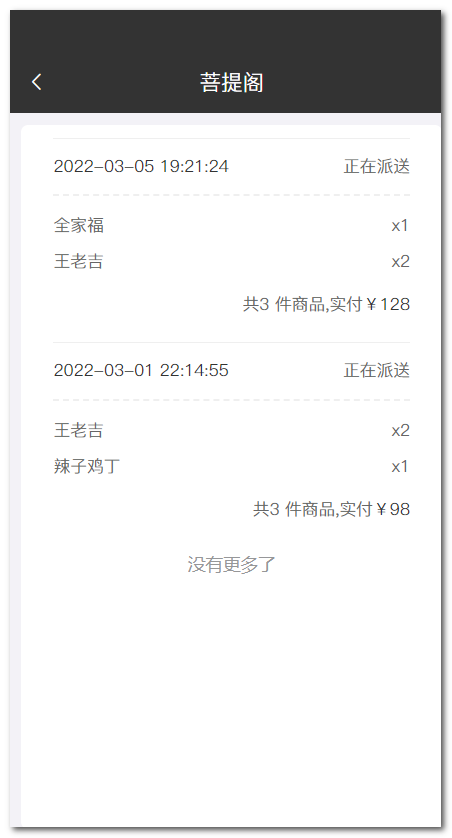 菩提阁
2022-03-05 19:21:24 正在派送
全家福 x1
王老吉 x2
共3 件商品,实付￥128
2022-03-01 22:14:55 正在派送
王老吉 x2
辣子鸡丁 x1
共3 件商品,实付￥98
没有更多了